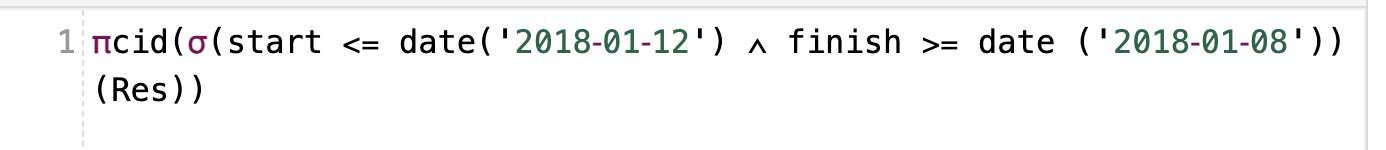 1 πcid(σ(start <= date('2018-01-12') ∧ finish >= date ('2018-01-08'))
(Res))